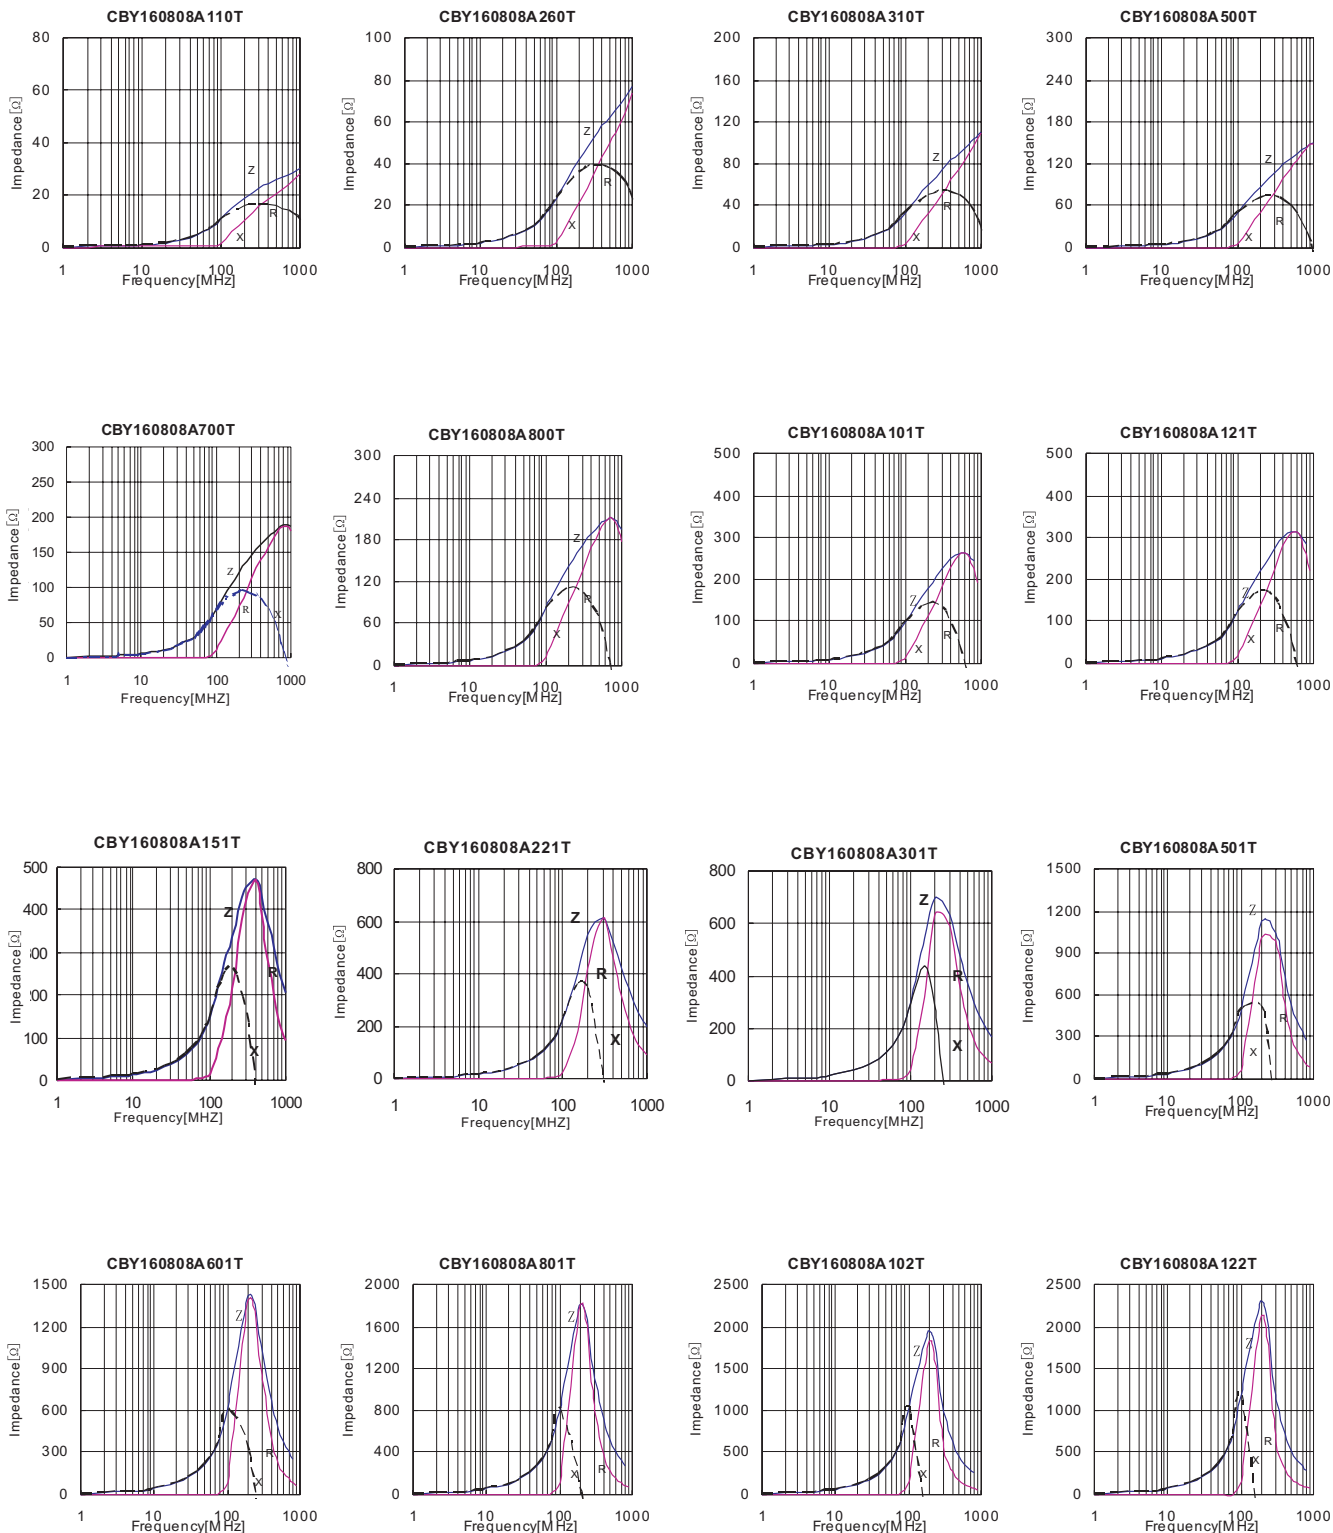 CBY160808A110T
80
60
40
20
0
Impedance[Ω]
Z
R
X
1 10 100 1000
Frequency[MHZ]
CBY160808A260T
100
80
60
40
20
0
Impedance[Ω]
Z
R
X
1 10 100 1000
Frequency[MHZ]
CBY160808A310T
200
160
120
80
40
0
Impedance[Ω]
Z
R
X
1 10 100 1000
Frequency[MHZ]
CBY160808A500T
300
240
180
120
60
0
Impedance[Ω]
Z
R
X
1 10 100 1000
Frequency[MHZ]
CBY160808A700T
300
250
200
150
100
50
0
Impedance[Ω]
Z
R
X
1 10 100 1000
Frequency[MHZ]
CBY160808A800T
300
240
180
120
60
0
Impedance[Ω]
Z
R
X
1 10 100 1000
Frequency[MHZ]
CBY160808A101T
500
400
300
200
100
0
Impedance[Ω]
Z
R
X
1 10 100 1000
Frequency[MHZ]
CBY160808A121T
500
400
300
200
100
0
Impedance[Ω]
Z
R
X
1 10 100 1000
Frequency[MHZ]
CBY160808A151T
500
400
300
200
100
0
Impedance[Ω]
Z
R
X
1 10 100 1000
Frequency[MHZ]
CBY160808A221T
800
600
400
200
0
Impedance[Ω]
Z
R
X
1 10 100 1000
Frequency[MHZ]
CBY160808A301T
800
600
400
200
0
Impedance[Ω]
Z
R
X
1 10 100 1000
Frequency[MHZ]
CBY160808A501T
1500
1200
900
600
300
0
Impedance[Ω]
Z
R
X
1 10 100 1000
Frequency[MHZ]
CBY160808A601T
1500
1200
900
600
300
0
Impedance[Ω]
Z
R
X
1 10 100 1000
Frequency[MHZ]
CBY160808A801T
2000
1600
1200
800
400
0
Impedance[Ω]
Z
R
X
1 10 100 1000
Frequency[MHZ]
CBY160808A102T
2500
2000
1500
1000
500
0
Impedance[Ω]
Z
R
X
1 10 100 1000
Frequency[MHZ]
CBY160808A122T
2500
2000
1500
1000
500
0
Impedance[Ω]
Z
R
X
1 10 100 1000
Frequency[MHZ]